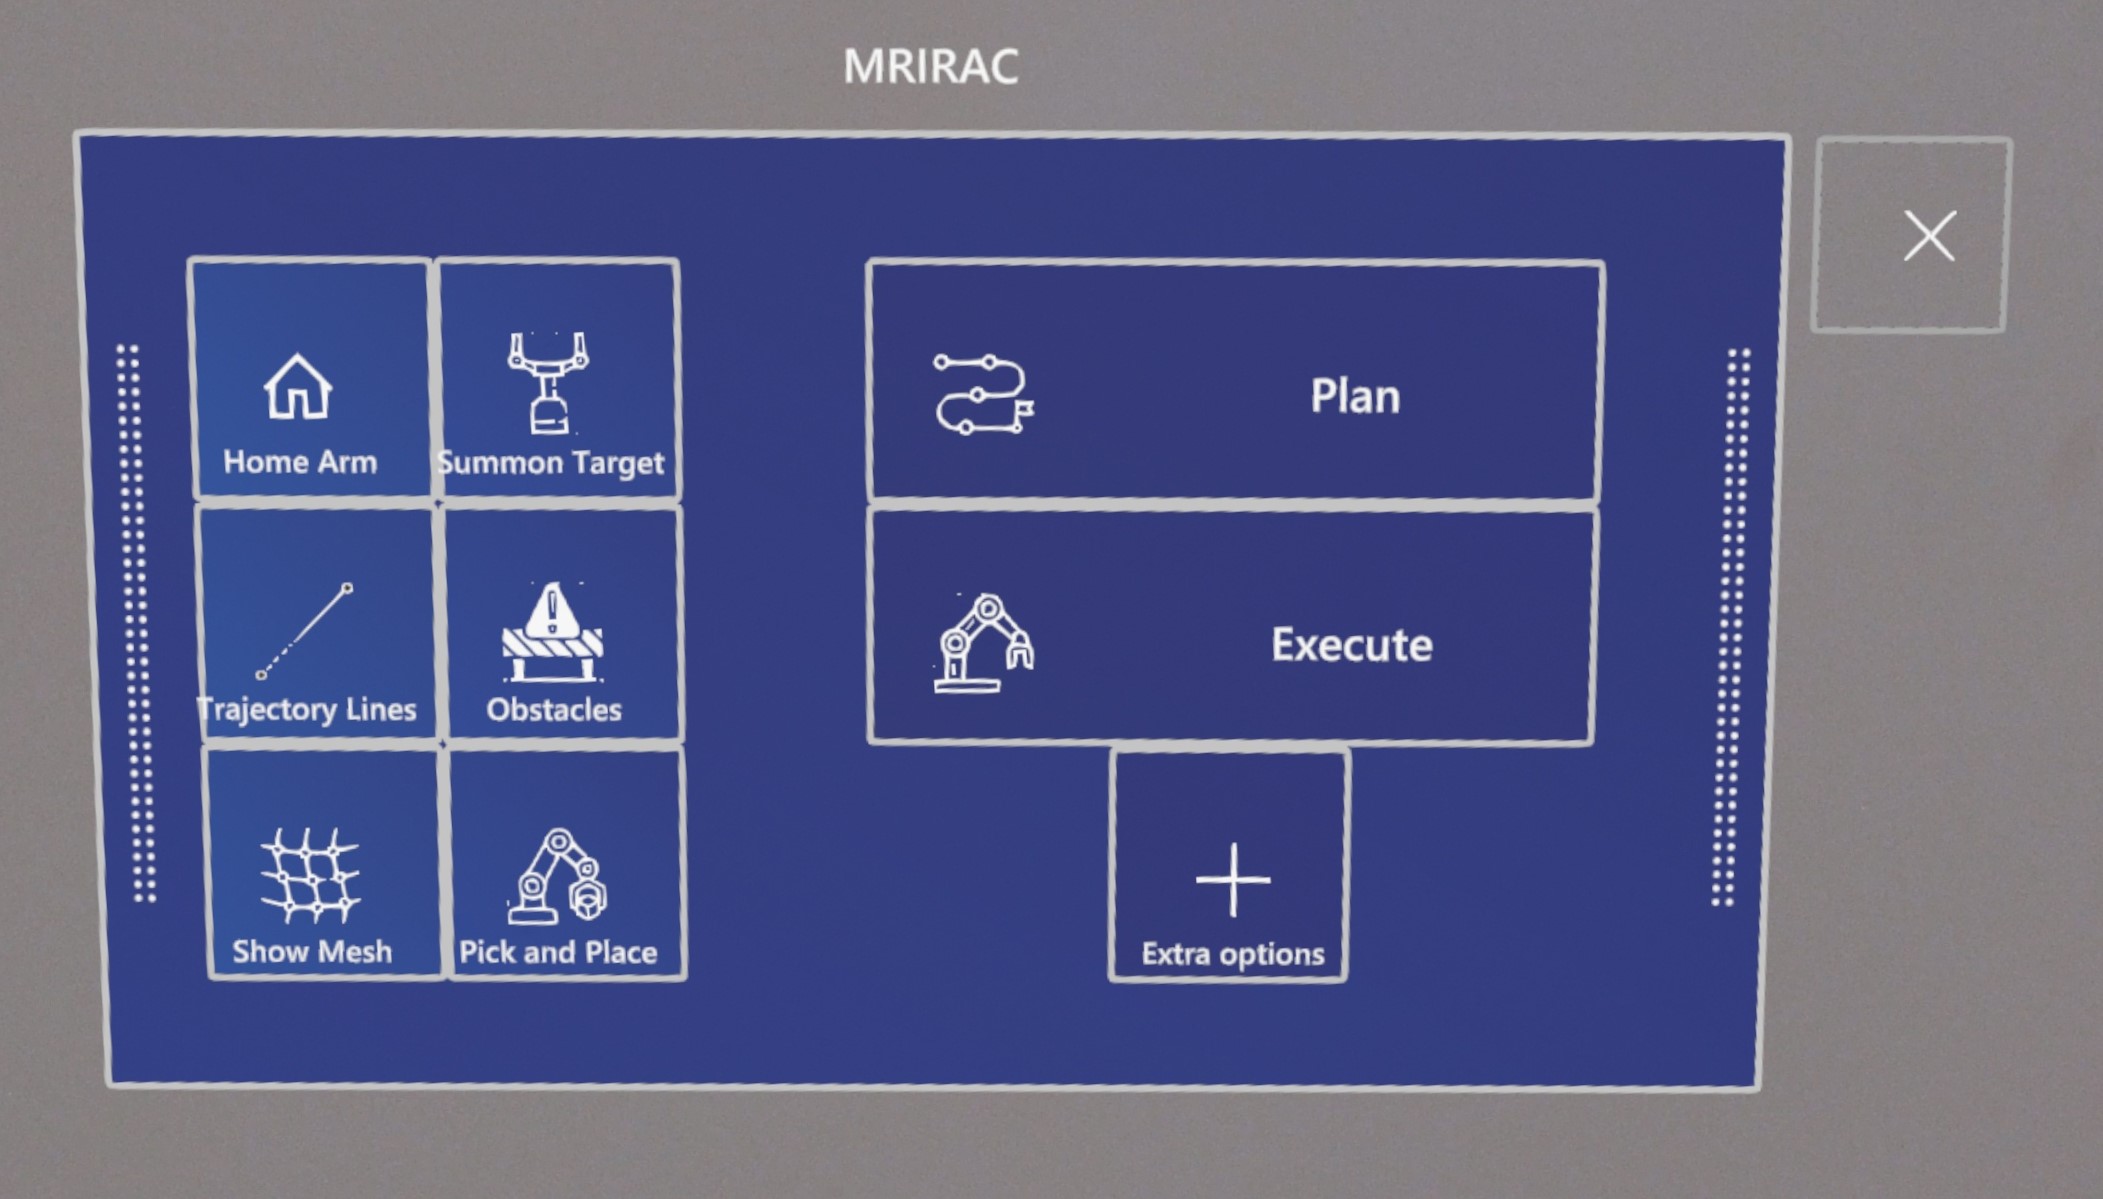 MRIRAC
Home Arm
Summon Target
Trajectory Lines
Obstacles
Show Mesh
Pick and Place
Plan
Execute
Extra options